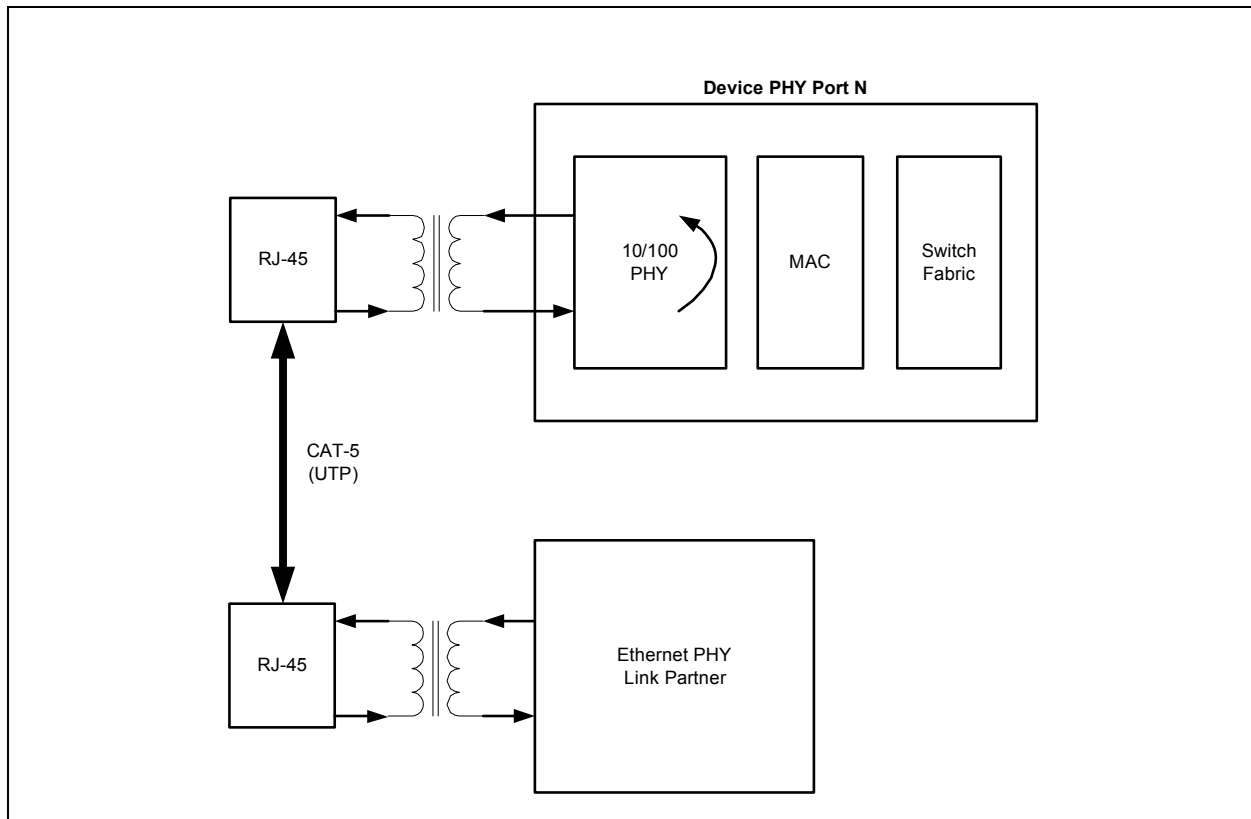 Device PHY Port N
RJ-45
10/100
PHY
MAC
Switch
Fabric
CAT-5
(UTP)
RJ-45
Ethernet PHY
Link Partner